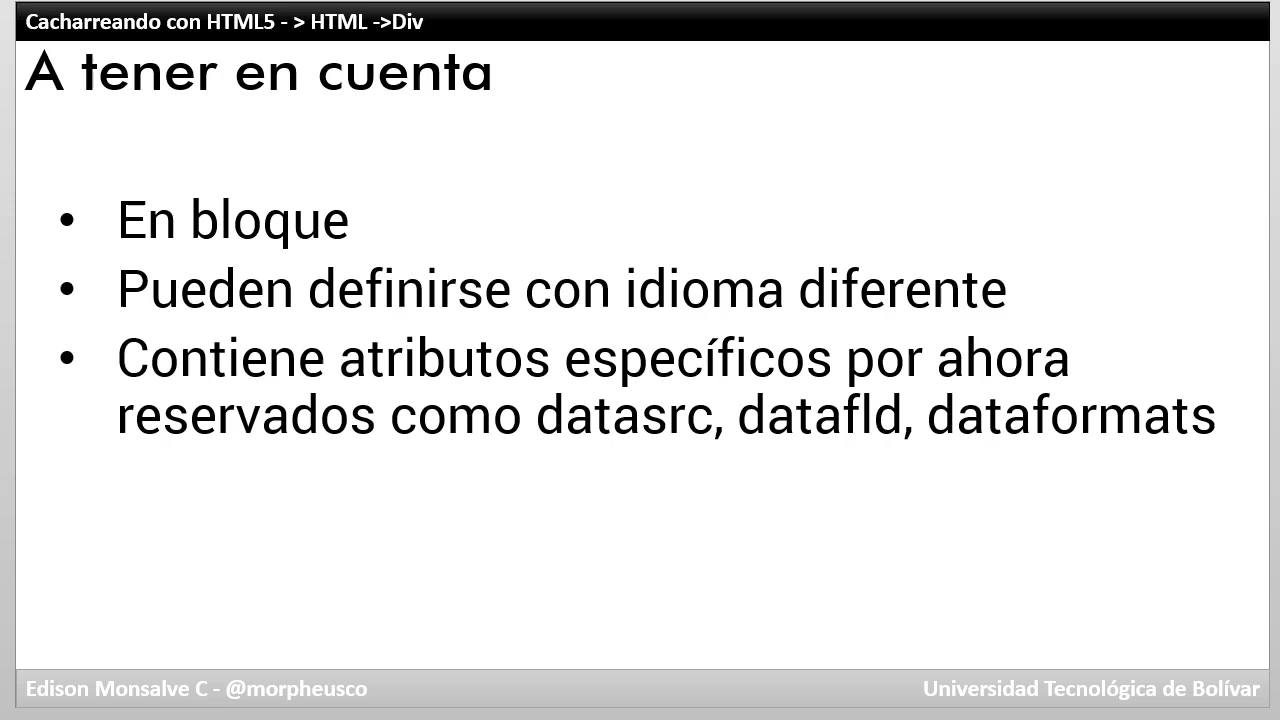 Cacharreando con HTML5 - > HTML ->Div
A tener en cuenta
• En bloque
• Pueden definirse con idioma diferente
• Contiene atributos específicos por ahora
reservados como datasrc, datafld, dataformats
Edison Monsalve C - @morpheusco
Universidad Tecnológica de Bolívar